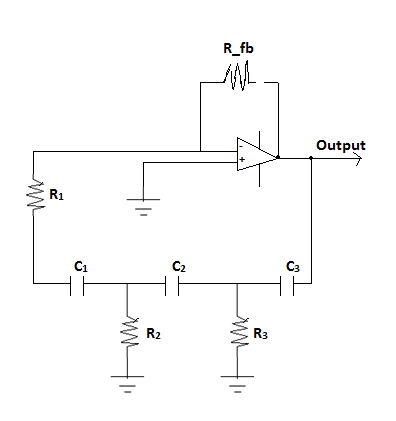 R_fb
Output
-
+
R1
C1 C2 C3
R2 R3